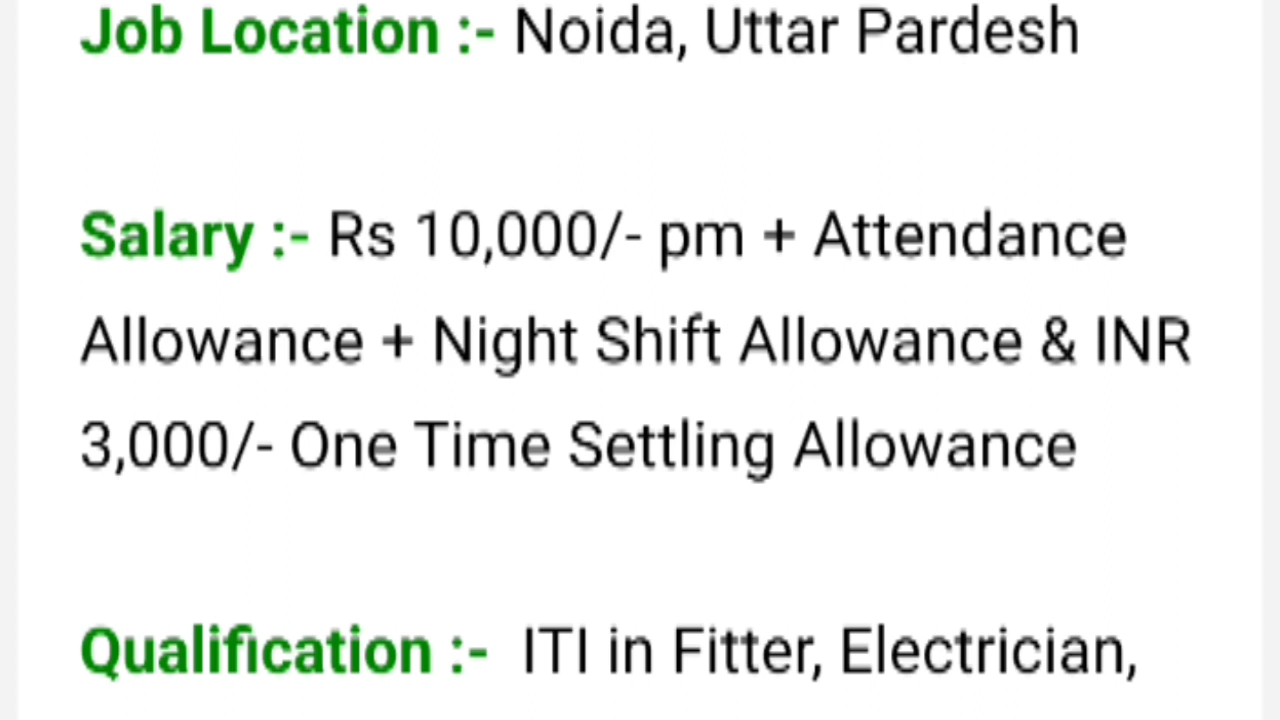 Job Location :- Noida, Uttar Pardesh
Salary :- Rs 10,000/- pm + Attendance
Allowance + Night Shift Allowance & INR
3,000/- One Time Settling Allowance
Qualification :- ITI in Fitter, Electrician,